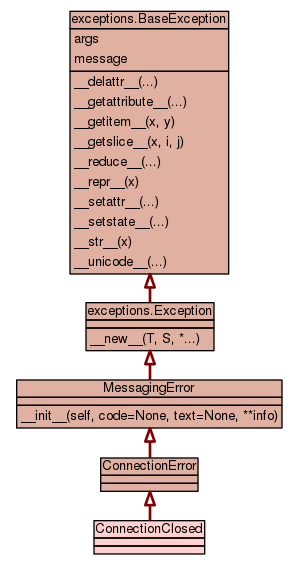 exceptions.BaseException
args
message
__delattr__(...)
__getattribute__(...)
__getitem__(x, y)
__getslice__(x, i, j)
__reduce__(...)
__repr__(x)
__setattr__(...)
__setstate__(...)
__str__(x)
__unicode__(...)
exceptions.Exception
__new__(T, S, *...)
MessagingError
__init__(self, code=None, text=None, **info)
ConnectionError
ConnectionClosed